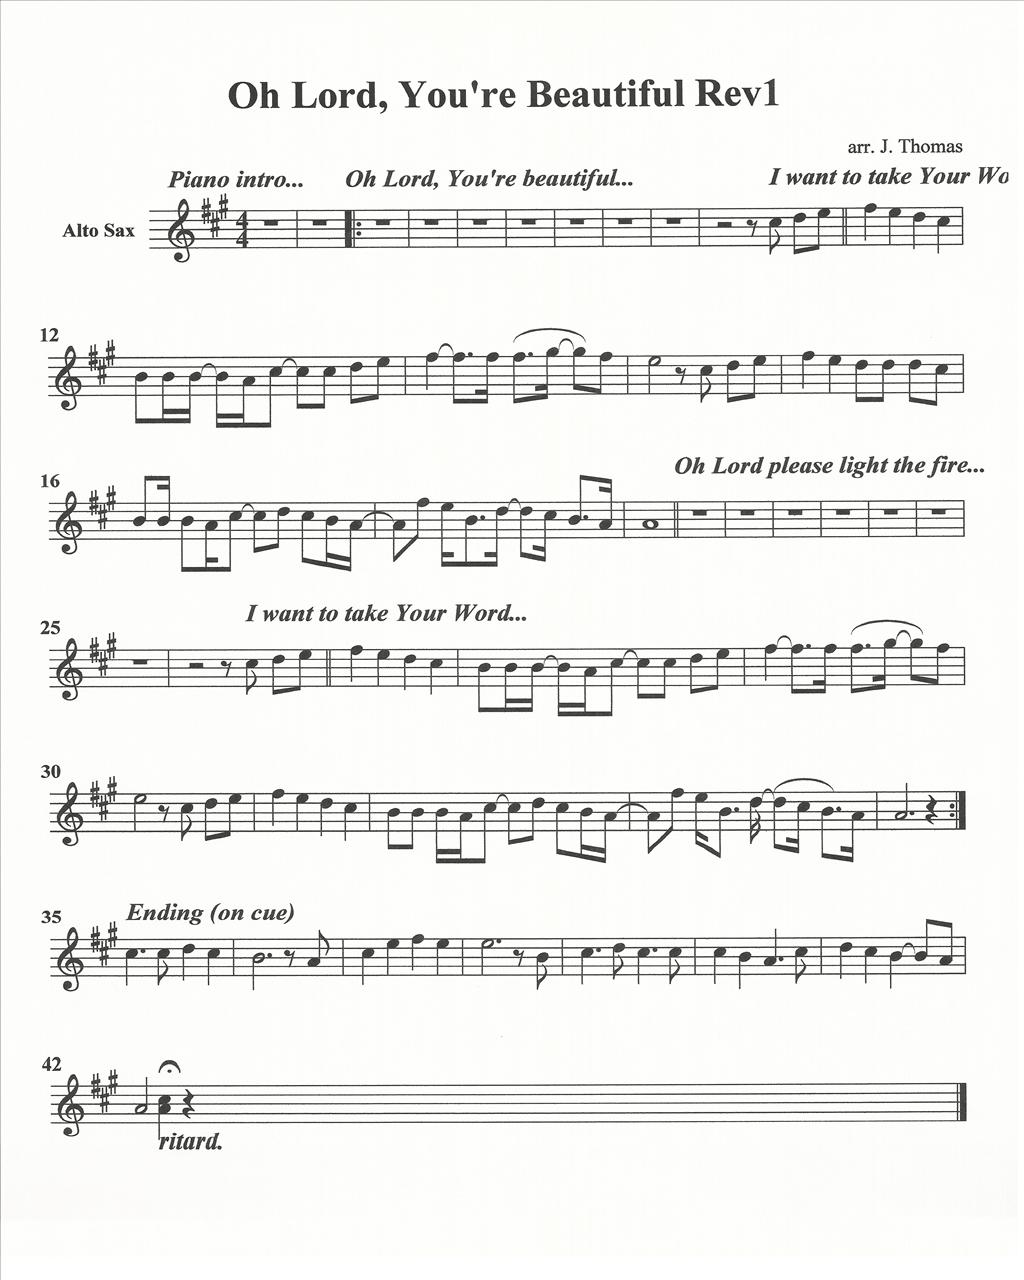 Oh Lord, You're Beautiful Rev1
arr. J. Thomas
Piano intro... Oh Lord, You're beautiful... I want to take Your Wo
Alto Sax
4
4
12
16
Oh Lord please light the fire...
25
I want to take Your Word...
30
35
Ending (on cue)
42
ritard.